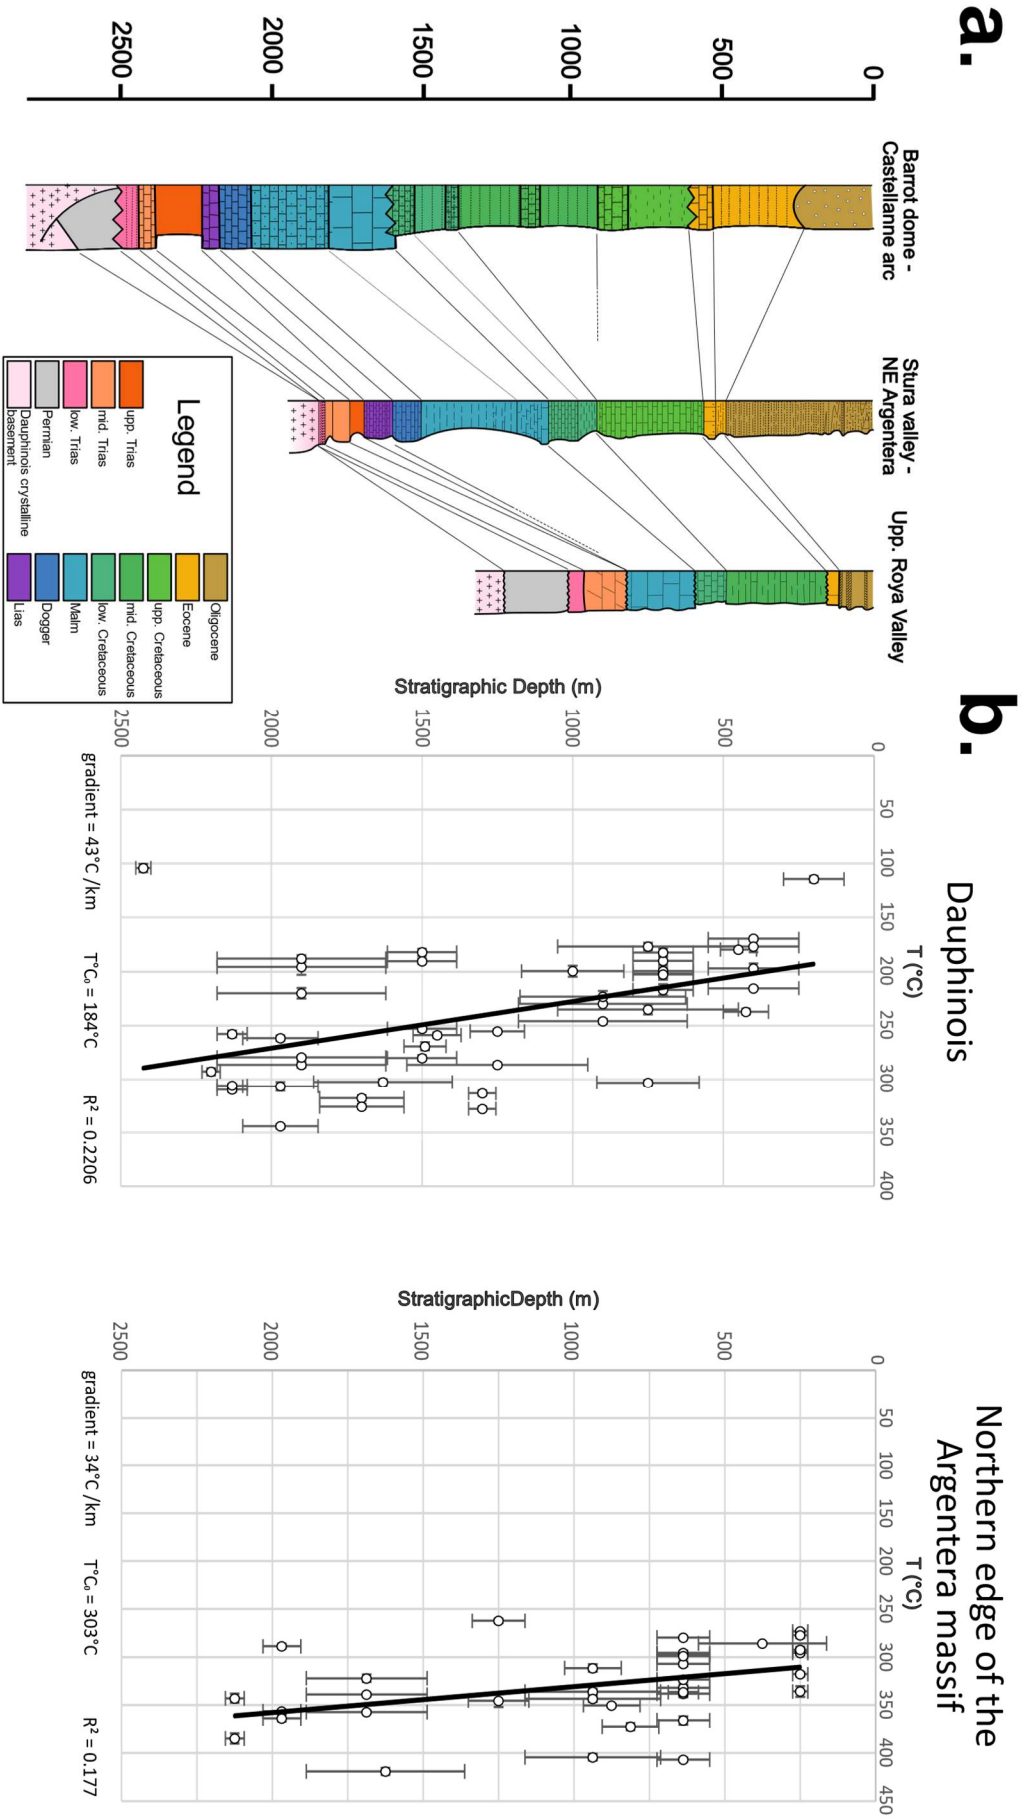 a.
0
500
1000
1500
2000
2500
Barrot dome -
Castellanne arc
Stura valley -
NE Argentera
Upp. Roya Valley
Legend
upp. Trias
mid. Trias
low. Trias
Permian
Dauphinois crystalline
basement
Oligocene
Eocene
upp. Cretaceous
mid. Cretaceous
low. Cretaceous
Malm
Dogger
Lias
b.
Dauphinois
T (°C)
0
50
100
150
200
250
300
350
400
500
1000
1500
2000
2500
Stratigraphic Depth (m)
gradient = 43°C /km
T°C₀ = 184°C
R² = 0.2206
Northern edge of the
Argentera massif
T (°C)
0
50
100
150
200
250
300
350
400
450
500
1000
1500
2000
2500
StratigraphicDepth (m)
gradient = 34°C /km
T°C₀ = 303°C
R² = 0.177